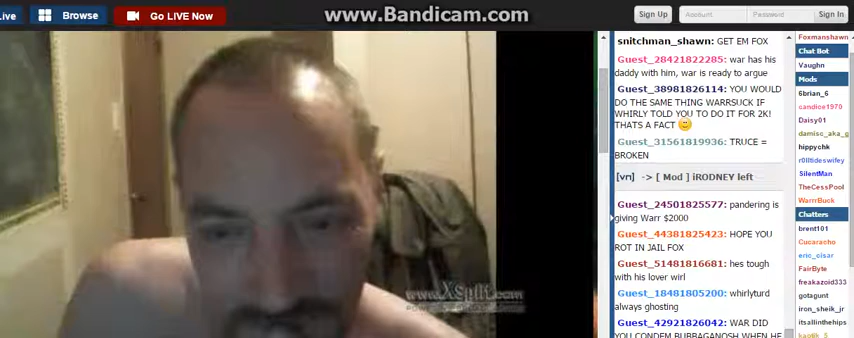 Live
Browse
Go LIVE Now
www.Bandicam.com
Sign Up
Account
Password
Sign In
www.XSplit.com
snitchman_shawn: GET EM FOX
Guest_28421822285: war has his
daddy with him, war is ready to argue
Guest_38981826114: YOU WOULD
DO THE SAME THING WARRSUCK IF
WHIRLY TOLD YOU TO DO IT FOR 2K!
THATS A FACT
Guest_31561819936: TRUCE =
BROKEN
[vn] -> [ Mod ] iRODNEY left
Guest_24501825577: pandering is
giving Warr $2000
Guest_44381825423: HOPE YOU
ROT IN JAIL FOX
Guest_51481816681: hes tough
with his lover wirl
Guest_18481805200: whirlyturd
always ghosting
Guest_42921826042: WAR DID
YOU CONDEM BUBBAGANOSH WHEN HE
Foxmanshawn
Chat Bot
Vaughn
Mods
6brian_6
candice1970
Daisy01
damisc_aka_g
hippychk
r0lltideswifey
SilentMan
TheCessPool
WarrrBuck
Chatters
brent101
Cucaracho
eric_cisar
FairByte
freakazoid333
gotagunt
iron_sheik_jr
itsallinthehips
kaptik_5